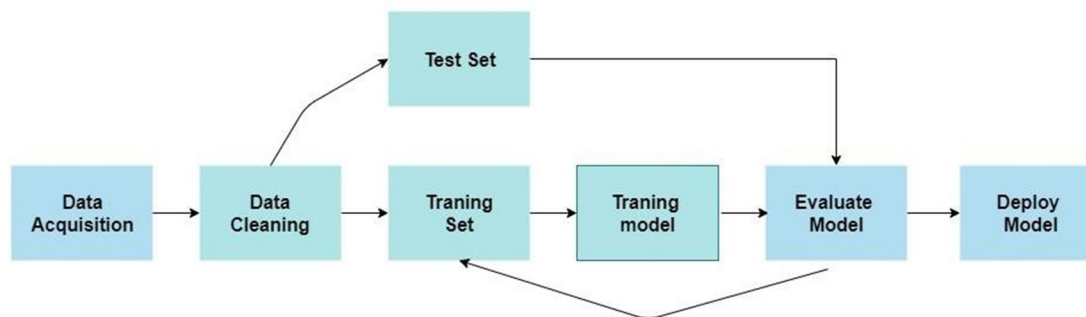 Test Set
Data
Acquisition
Data
Cleaning
Traning
Set
Traning
model
Evaluate
Model
Deploy
Model